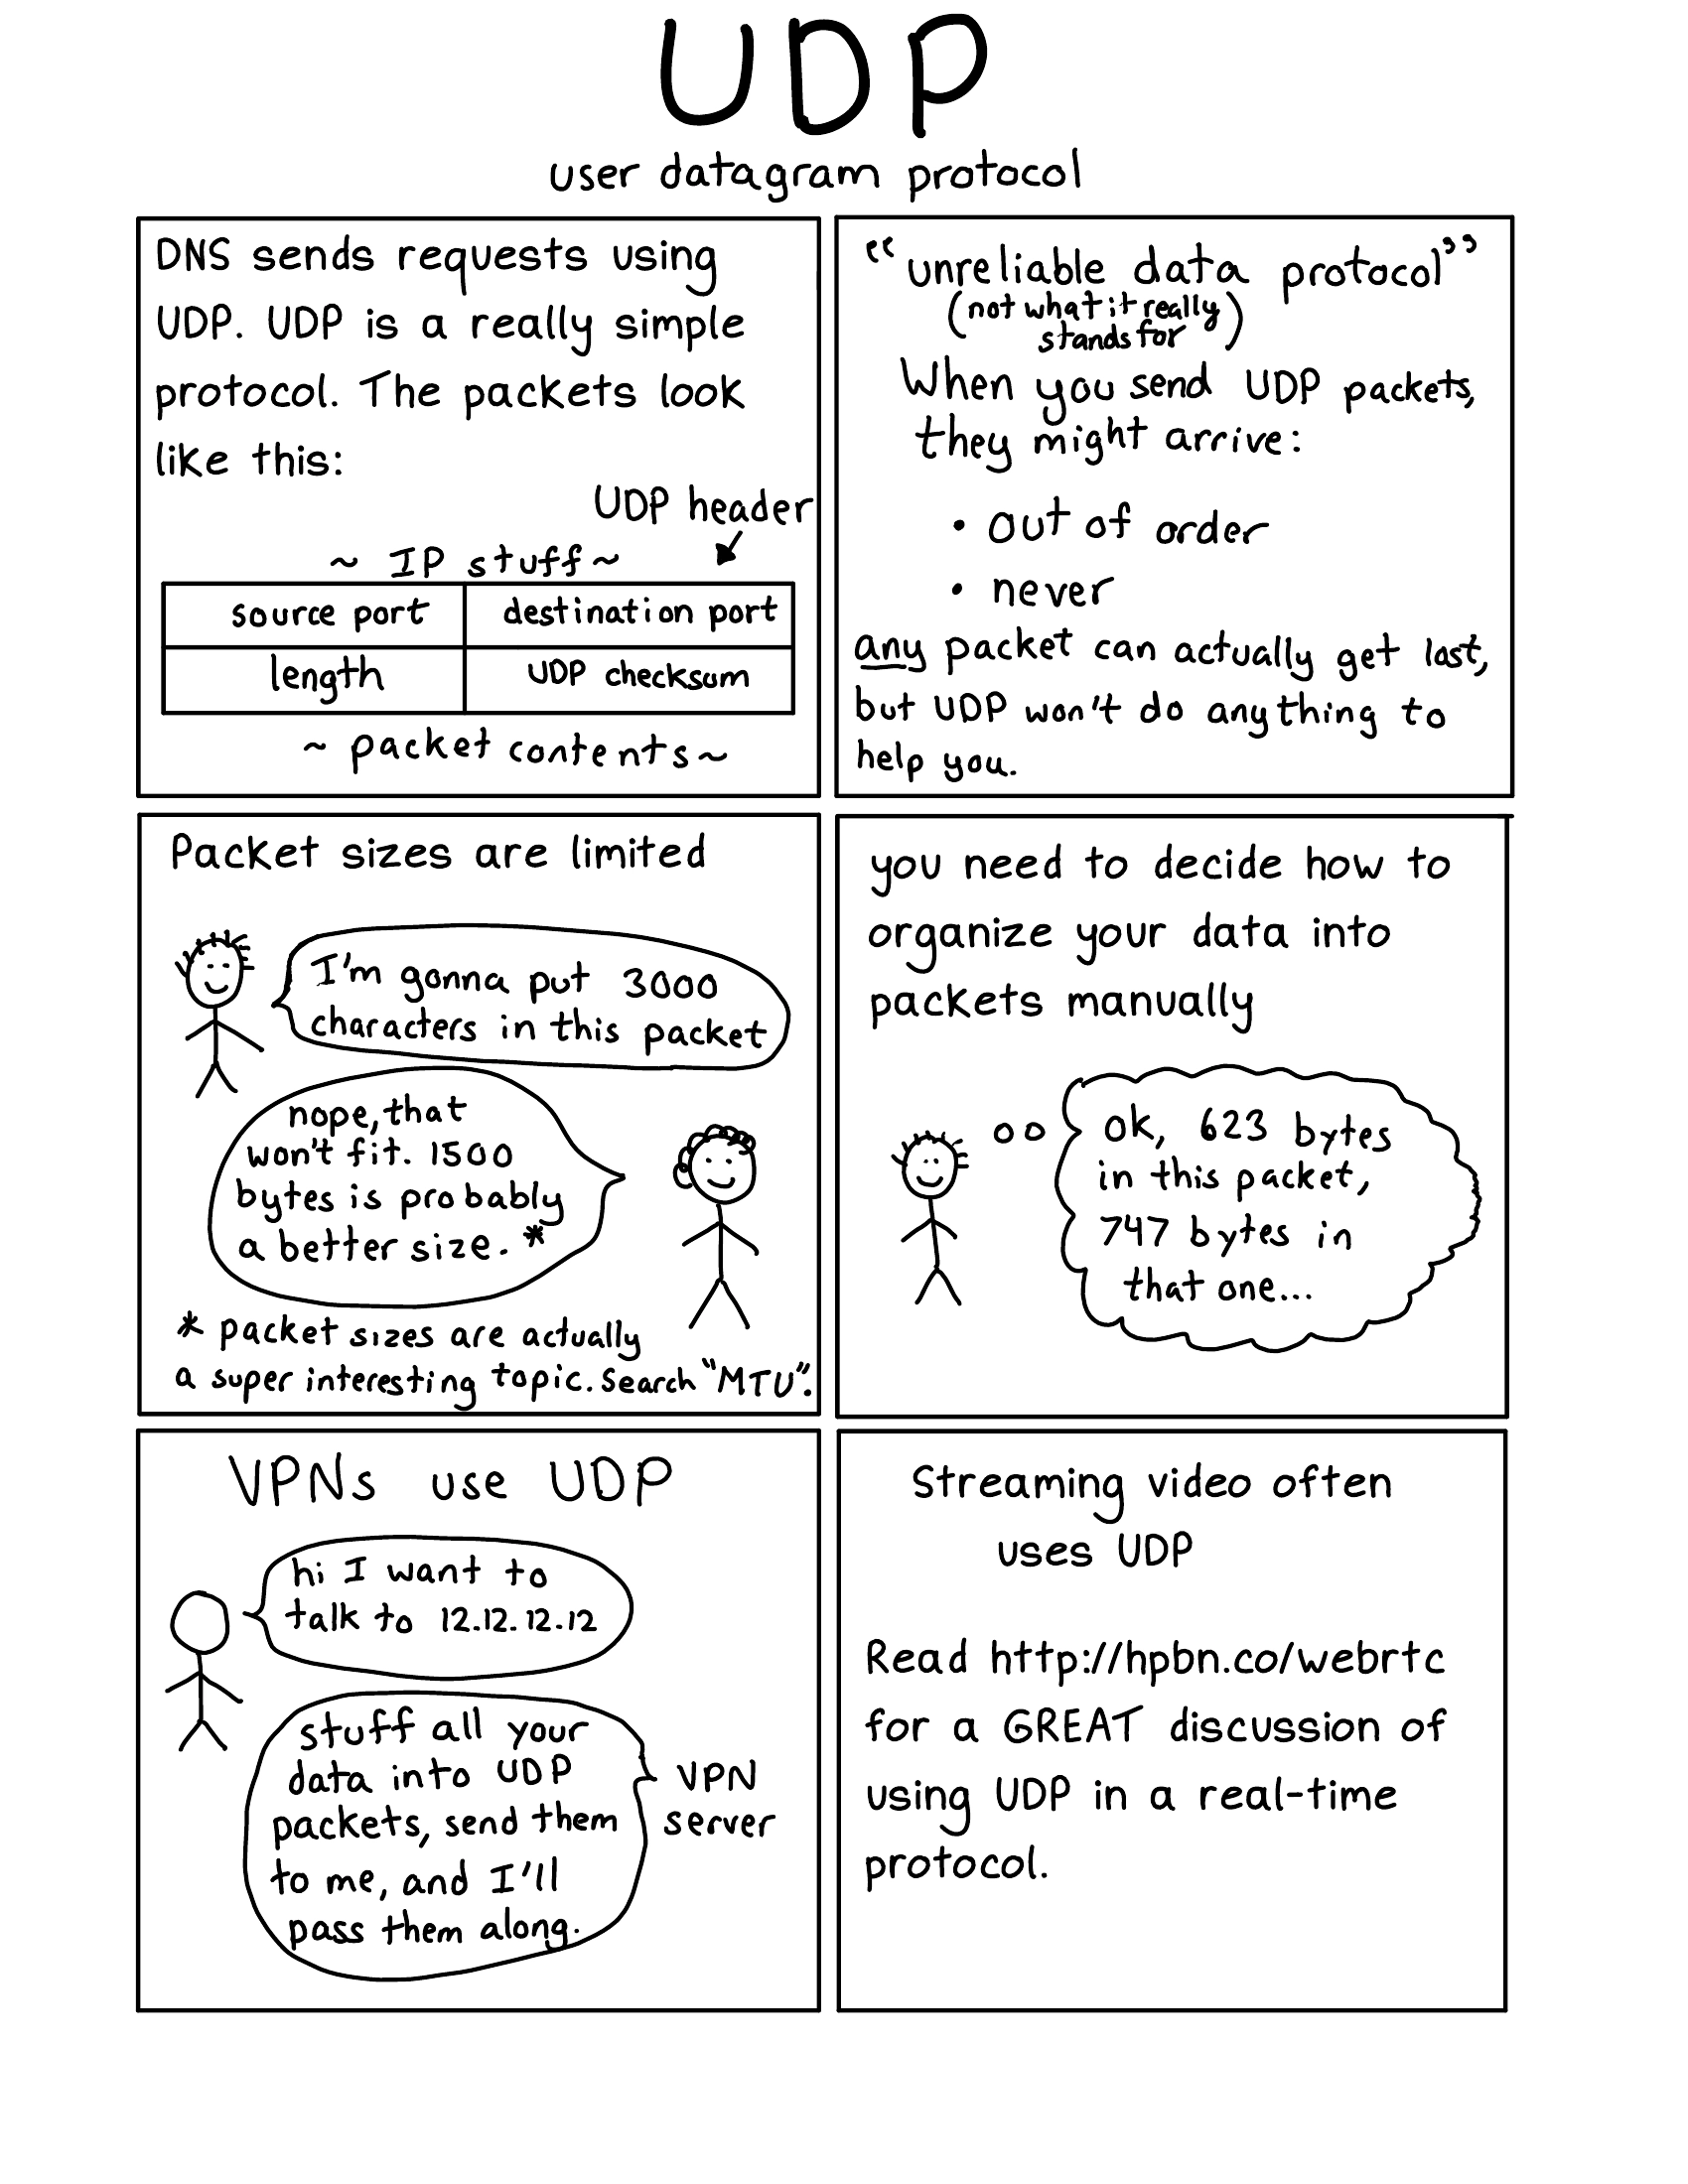 UDP
user datagram protocol
DNS sends requests using
UDP. UDP is a really simple
protocol. The packets look
like this:
UDP header
~ IP stuff ~
source port destination port
length UDP checksum
~ packet contents ~
“unreliable data protocol”
(not what it really
stands for)
When you send UDP packets,
they might arrive:
• out of order
• never
any packet can actually get lost,
but UDP won't do anything to
help you.
Packet sizes are limited
I'm gonna put 3000
characters in this packet
nope, that
won't fit. 1500
bytes is probably
a better size. *
* packet sizes are actually
a super interesting topic. Search "MTU".
you need to decide how to
organize your data into
packets manually
ok, 623 bytes
in this packet,
747 bytes in
that one...
VPNs use UDP
hi I want to
talk to 12.12.12.12
stuff all your
data into UDP
packets, send them
to me, and I'll
pass them along.
VPN
server
Streaming video often
uses UDP
Read http://hpbn.co/webrtc
for a GREAT discussion of
using UDP in a real-time
protocol.